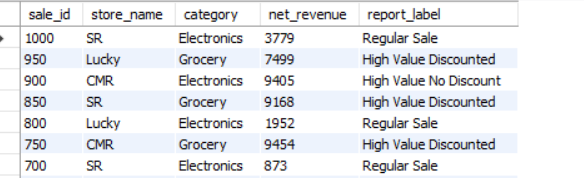 sale_id store_name category net_revenue report_label
1000 SR Electronics 3779 Regular Sale
950 Lucky Grocery 7499 High Value Discounted
900 CMR Electronics 9405 High Value No Discount
850 SR Grocery 9168 High Value Discounted
800 Lucky Electronics 1952 Regular Sale
750 CMR Grocery 9454 High Value Discounted
700 SR Electronics 873 Regular Sale